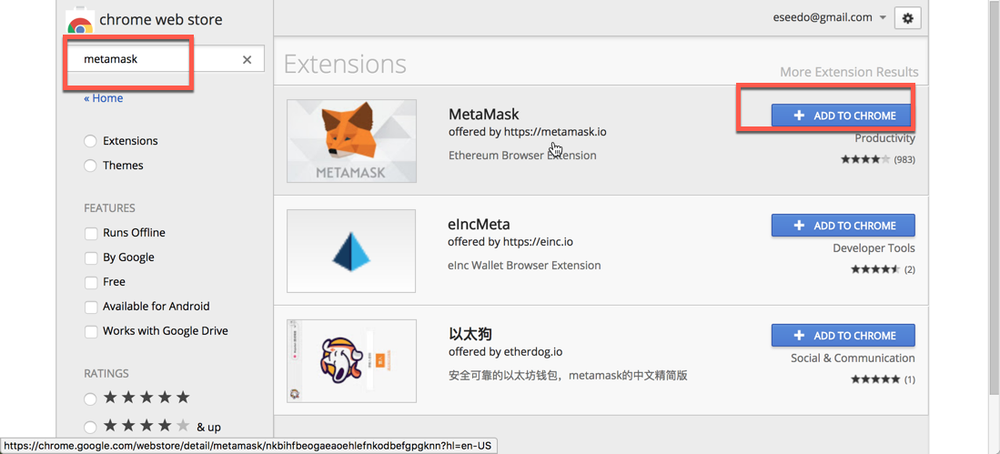 chrome web store
eseedo@gmail.com
metamask
« Home
Extensions
Themes
FEATURES
Runs Offline
By Google
Free
Available for Android
Works with Google Drive
RATINGS
& up
Extensions
More Extension Results
METAMASK
MetaMask
offered by https://metamask.io
Ethereum Browser Extension
ADD TO CHROME
Productivity
(983)
eIncMeta
offered by https://einc.io
eInc Wallet Browser Extension
ADD TO CHROME
Developer Tools
(2)
以太狗
offered by etherdog.io
安全可靠的以太坊钱包，metamask的中文精简版
ADD TO CHROME
Social & Communication
(1)
https://chrome.google.com/webstore/detail/metamask/nkbihfbeogaeaoehlefnkodbefgpgknn?hl=en-US